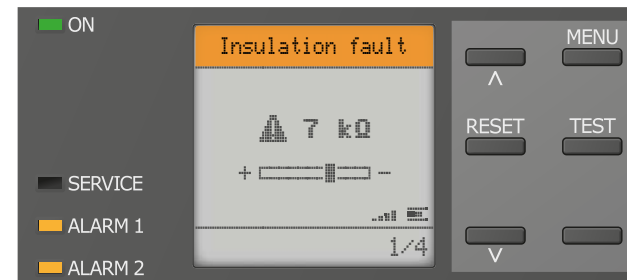 ON
Insulation fault
MENU
∧
7 kΩ
RESET
TEST
+ −
SERVICE
ALARM 1
1/4
∨
ALARM 2